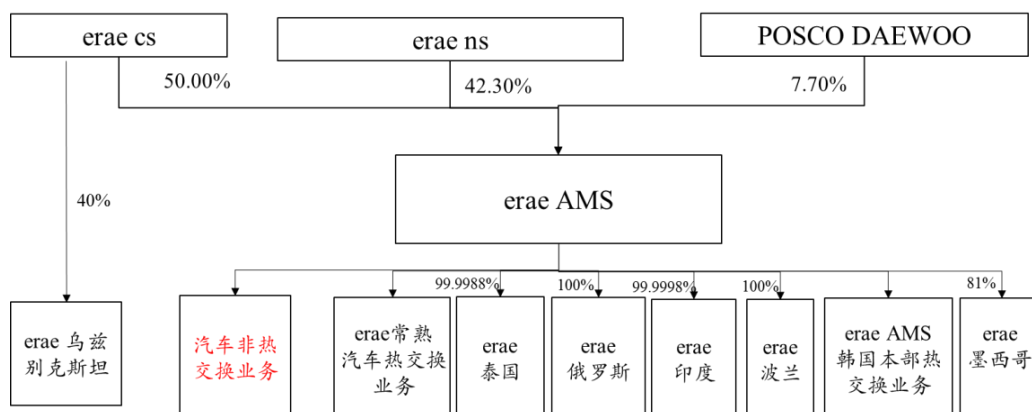 erae cs
erae ns
POSCO DAEWOO
50.00%
42.30%
7.70%
erae AMS
40%
99.9988%
100%
99.9998%
100%
81%
erae 乌兹
别克斯坦
汽车非热
交换业务
erae常熟
汽车热交换
业务
erae
泰国
erae
俄罗斯
erae
印度
erae
波兰
erae AMS
韩国本部热
交换业务
erae
墨西哥